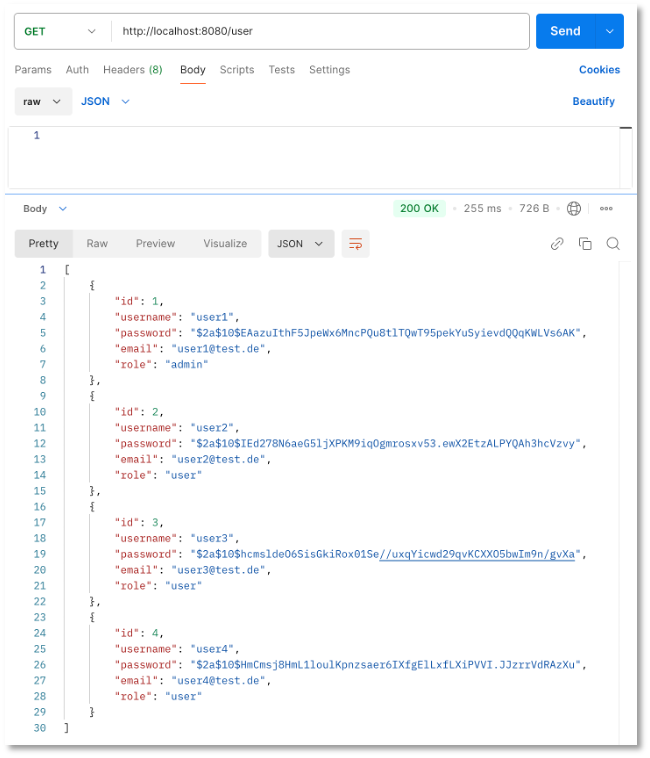 GET http://localhost:8080/user Send
Params Auth Headers (8) Body Scripts Tests Settings Cookies
raw JSON Beautify
1
Body 200 OK 255 ms 726 B
Pretty Raw Preview Visualize JSON
1 [
2 {
3 "id": 1,
4 "username": "user1",
5 "password": "$2a$10$EAazuIthF5JpeWx6MncPQu8tlTQwT95pekYuSyievdQQqKWLVs6AK",
6 "email": "user1@test.de",
7 "role": "admin"
8 },
9 {
10 "id": 2,
11 "username": "user2",
12 "password": "$2a$10$IEd278N6aeG5ljXPKM9iqOgmrosxv53.ewX2EtzALPYQAh3hcVzvy",
13 "email": "user2@test.de",
14 "role": "user"
15 },
16 {
17 "id": 3,
18 "username": "user3",
19 "password": "$2a$10$hcmsldeO6SisGkiRox01Se//uxqYicwd29qvKCXXO5bwIm9n/gvXa",
20 "email": "user3@test.de",
21 "role": "user"
22 },
23 {
24 "id": 4,
25 "username": "user4",
26 "password": "$2a$10$HmCmsj8HmL1loulKpnzsaer6IXfgElLxfLXiPVVI.JJzrrVdRAzXu",
27 "email": "user4@test.de",
28 "role": "user"
29 }
30 ]